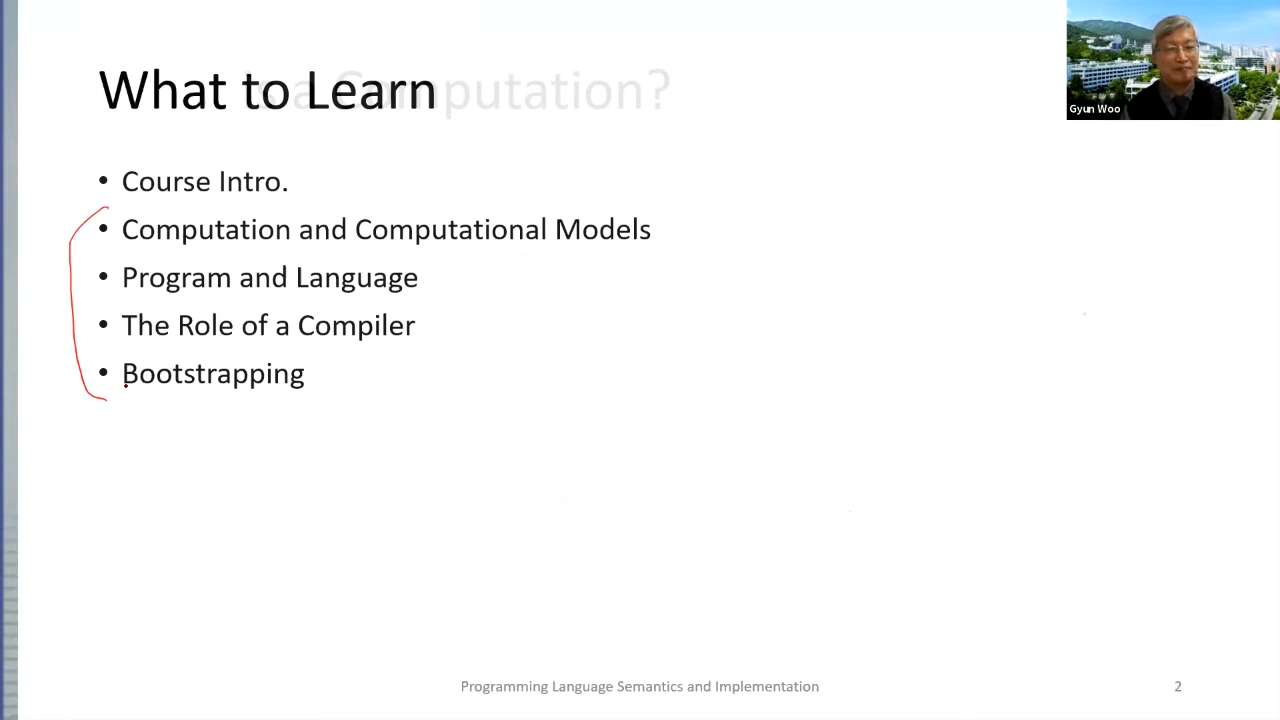 What to Learn
Gyun Woo
• Course Intro.
• Computation and Computational Models
• Program and Language
• The Role of a Compiler
• Bootstrapping
Programming Language Semantics and Implementation
2